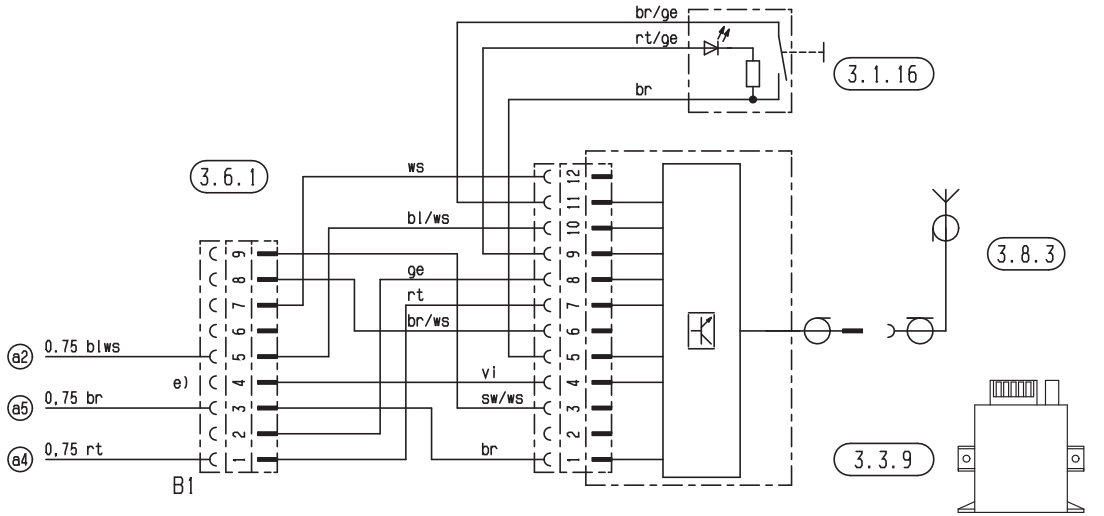 br/ge
rt/ge
3.1.16
br
ws
3.6.1
12
11
bl/ws
10
3.8.3
9
9
8
ge
8
7
rt
7
6
br/ws
6
a2 0.75 blws
5
5
e)
4
vi
4
a5 0,75 br
3
sw/ws
3
2
2
a4 0,75 rt
1
br
1
3.3.9
B1